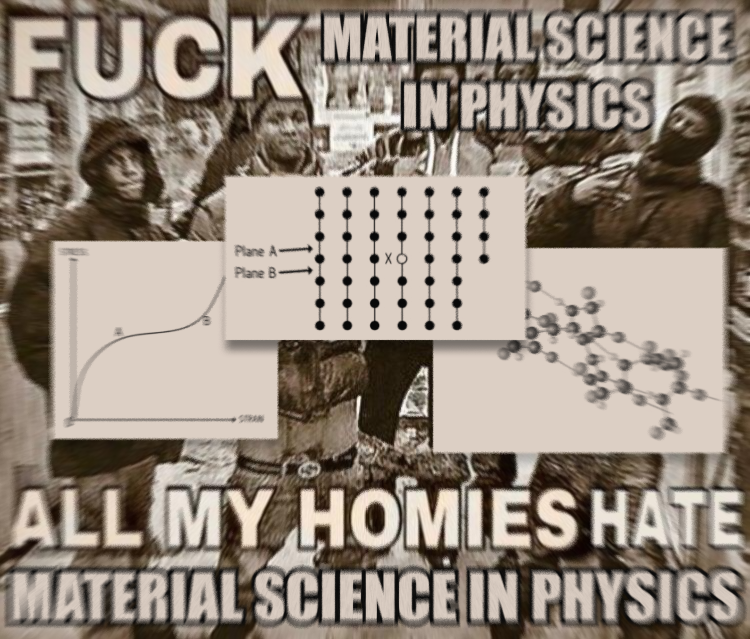 FUCK MATERIAL SCIENCE
IN PHYSICS
Plane A
X
Plane B
STRESS
A
B
STRAIN
ALL MY HOMIES HATE
MATERIAL SCIENCE IN PHYSICS